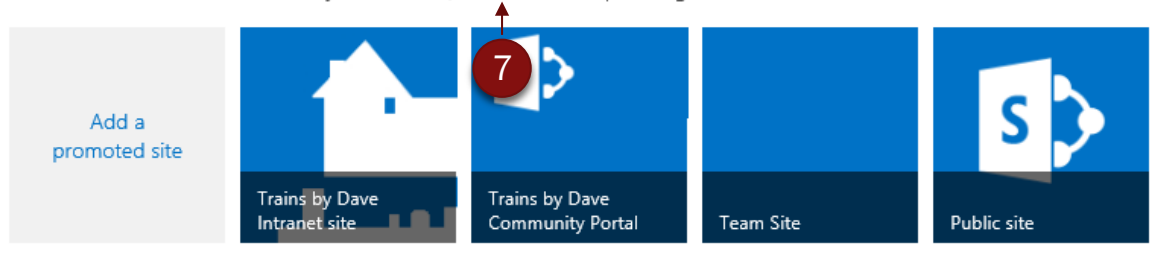 7
Add a
promoted site
Trains by Dave
Intranet site
Trains by Dave
Community Portal
Team Site
S
Public site